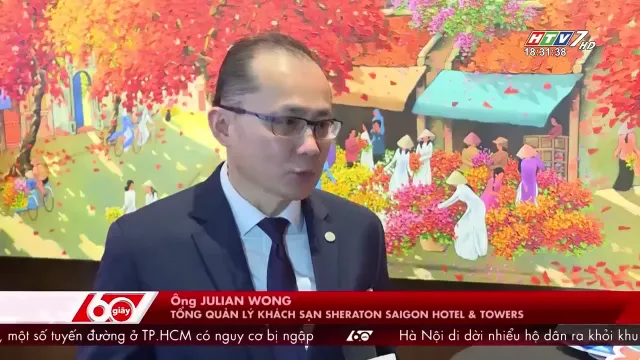 HTV7 HD
18:31:38
60 giây
Ông JULIAN WONG
TỔNG QUẢN LÝ KHÁCH SẠN SHERATON SAIGON HOTEL & TOWERS
, một số tuyến đường ở TP.HCM có nguy cơ bị ngập 60 Hà Nội di dời nhiều hộ dân ra khỏi khu